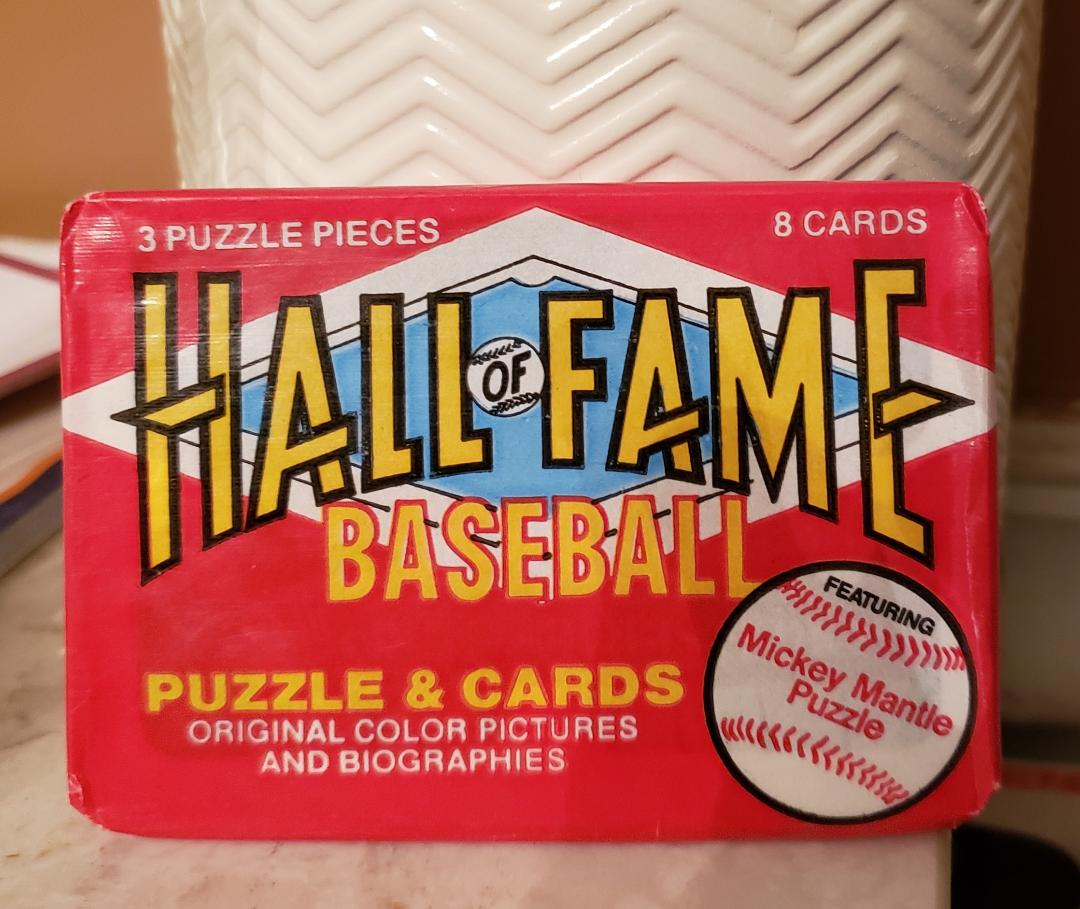 3 PUZZLE PIECES
8 CARDS
HALL OF FAME
BASEBALL
FEATURING
Mickey Mantle
Puzzle
PUZZLE & CARDS
ORIGINAL COLOR PICTURES
AND BIOGRAPHIES